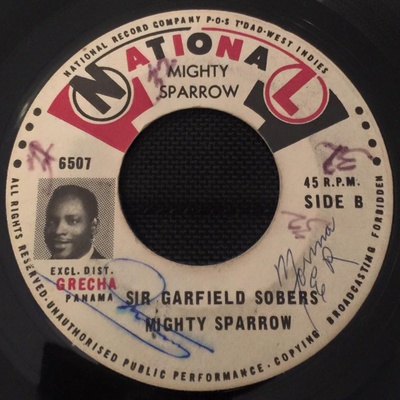 NATIONAL RECORD COMPANY P·O·S T'DAD-WEST INDIES
NATIONAL
MIGHTY
SPARROW
6507
45 R.P.M.
SIDE B
EXCL. DIST.
GRECHA
PANAMA
SIR GARFIELD SOBERS
MIGHTY SPARROW
ALL RIGHTS RESERVED-UNAUTHORISED PUBLIC PERFORMANCE-COPYING BROADCASTING FORBIDDEN